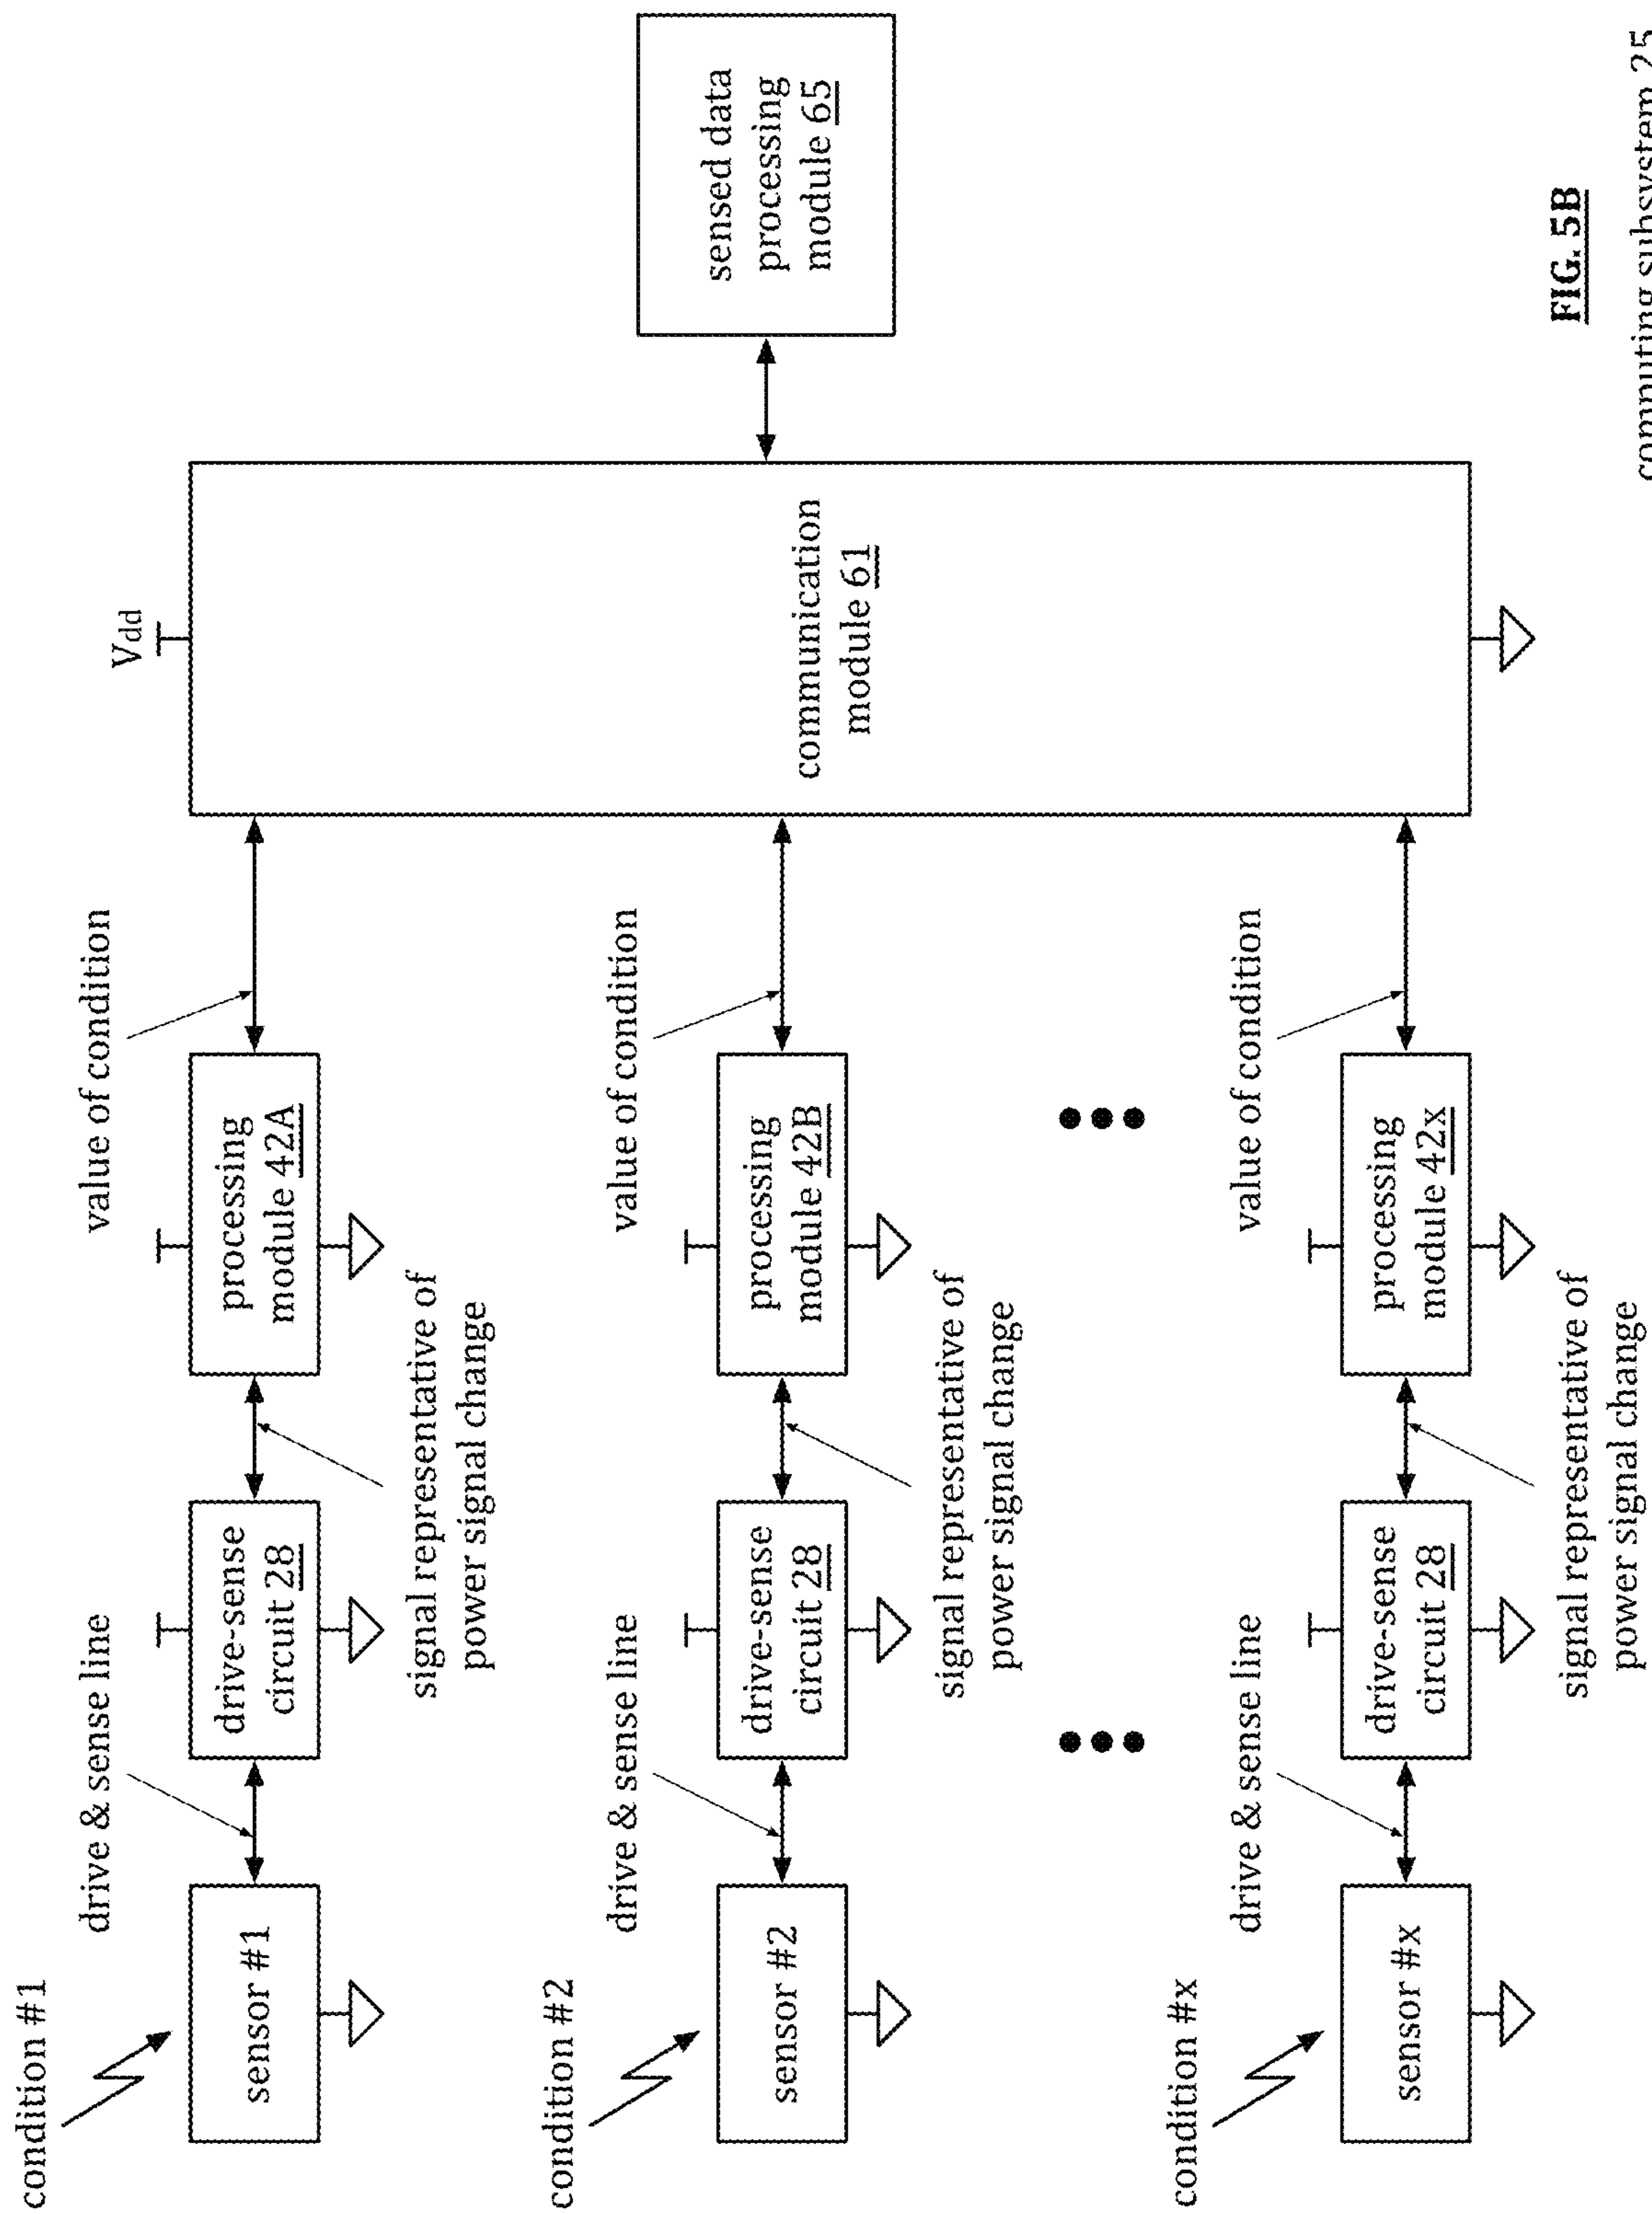 condition #1
drive & sense line
value of condition
Vdd
sensor #1
drive-sense
circuit 28
processing
module 42A
signal representative of
power signal change
condition #2
drive & sense line
value of condition
sensor #2
drive-sense
circuit 28
processing
module 42B
signal representative of
power signal change
communication
module 61
sensed data
processing
module 65
condition #x
drive & sense line
value of condition
sensor #x
drive-sense
circuit 28
processing
module 42x
signal representative of
power signal change
FIG. 5B
computing subsystem 25